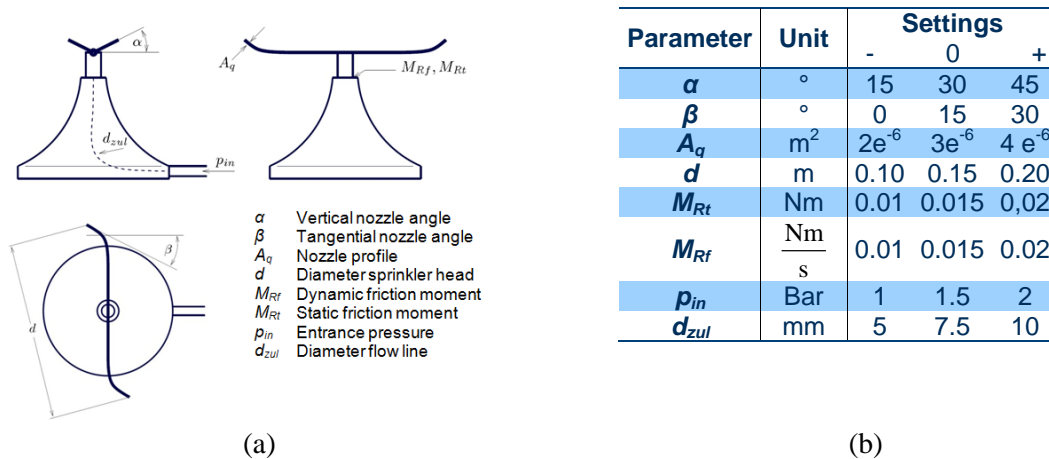 α
A_q
M_Rf, M_Rt
d_zul
p_in
β
d
α Vertical nozzle angle
β Tangential nozzle angle
A_q Nozzle profile
d Diameter sprinkler head
M_Rf Dynamic friction moment
M_Rt Static friction moment
p_in Entrance pressure
d_zul Diameter flow line
(a)
Parameter Unit Settings
- 0 +
α ° 15 30 45
β ° 0 15 30
A_q m² 2e⁻⁶ 3e⁻⁶ 4 e⁻⁶
d m 0.10 0.15 0.20
M_Rt Nm 0.01 0.015 0,02
M_Rf Nm/s 0.01 0.015 0.02
p_in Bar 1 1.5 2
d_zul mm 5 7.5 10
(b)